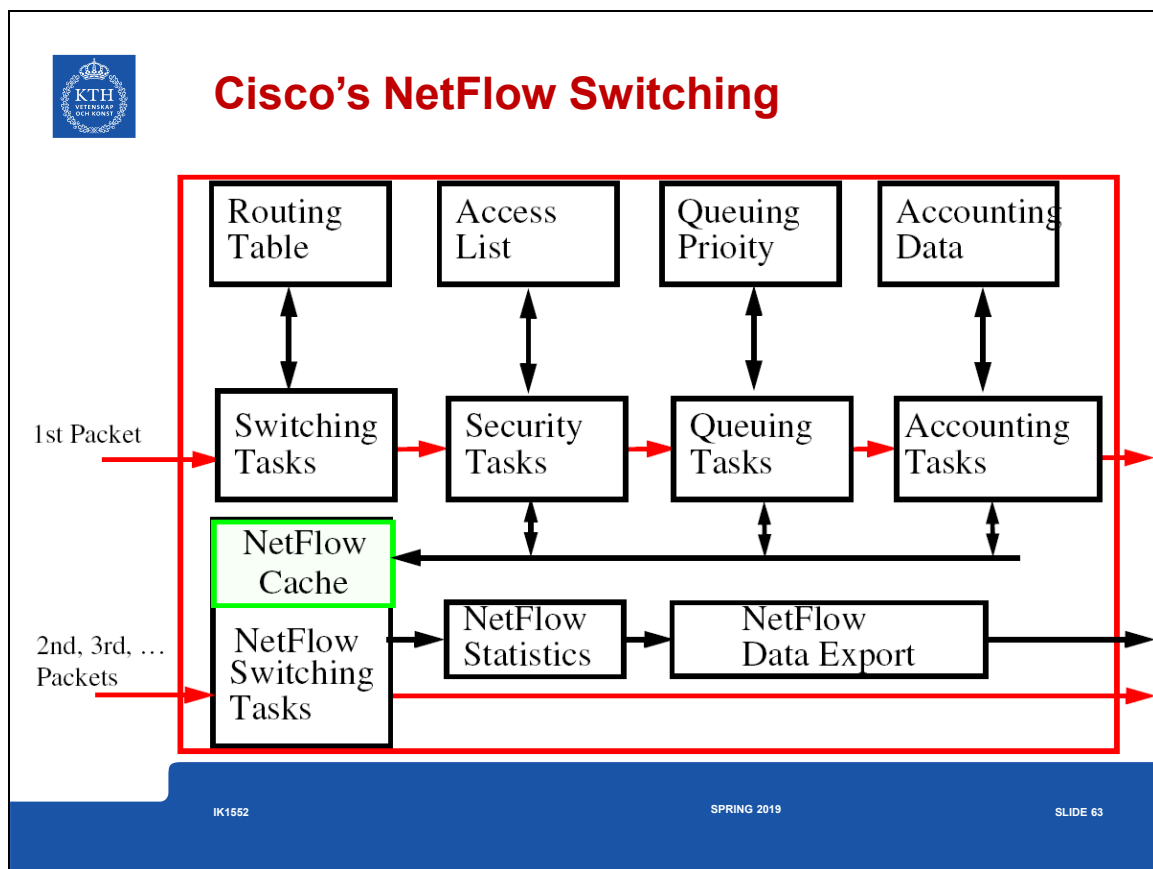 KTH
VETENSKAP
OCH KONST
Cisco's NetFlow Switching
Routing
Table
Access
List
Queuing
Prioity
Accounting
Data
1st Packet
Switching
Tasks
Security
Tasks
Queuing
Tasks
Accounting
Tasks
NetFlow
Cache
2nd, 3rd, …
Packets
NetFlow
Switching
Tasks
NetFlow
Statistics
NetFlow
Data Export
IK1552
SPRING 2019
SLIDE 63